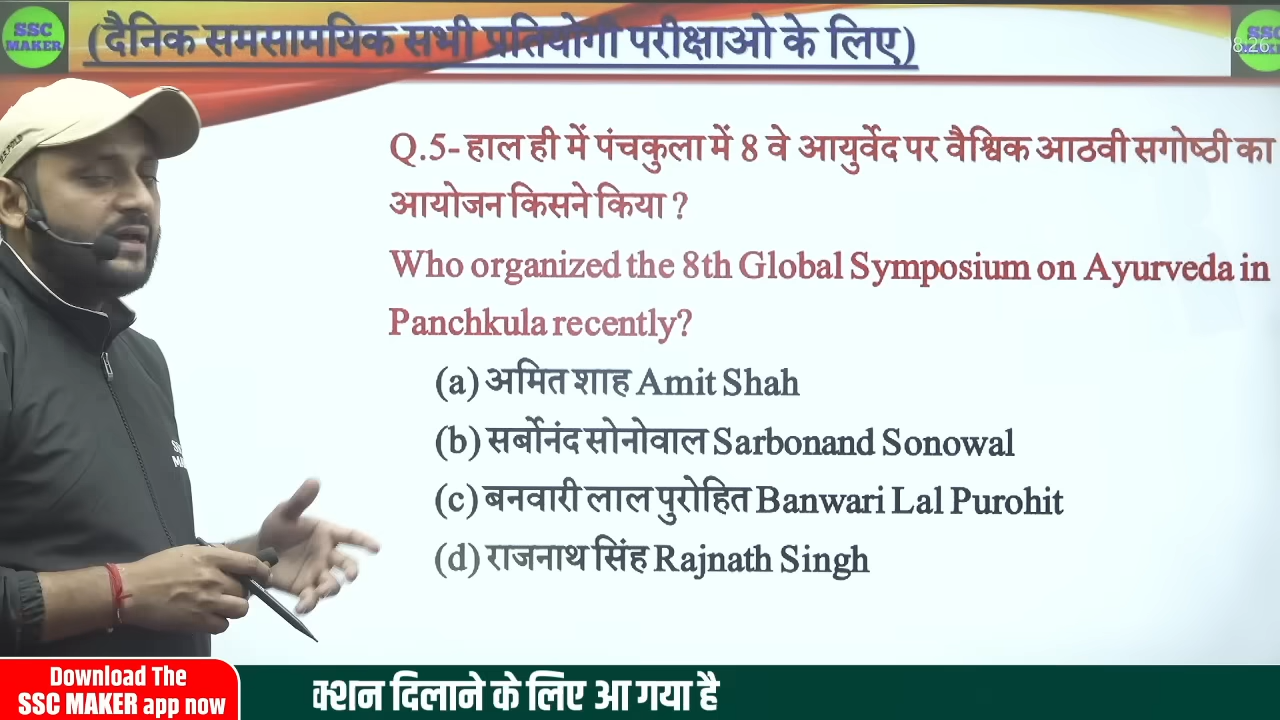 SSC
MAKER
(दैनिक समसामयिक सभी प्रतियोगी परीक्षाओ के लिए)
8:26
Q.5- हाल ही में पंचकुला में 8 वे आयुर्वेद पर वैश्विक आठवी सगोष्ठी का
आयोजन किसने किया ?
Who organized the 8th Global Symposium on Ayurveda in
Panchkula recently?
(a) अमित शाह Amit Shah
(b) सर्बोनंद सोनोवाल Sarbonand Sonowal
(c) बनवारी लाल पुरोहित Banwari Lal Purohit
(d) राजनाथ सिंह Rajnath Singh
Download The
SSC MAKER app now
क्शन दिलाने के लिए आ गया है